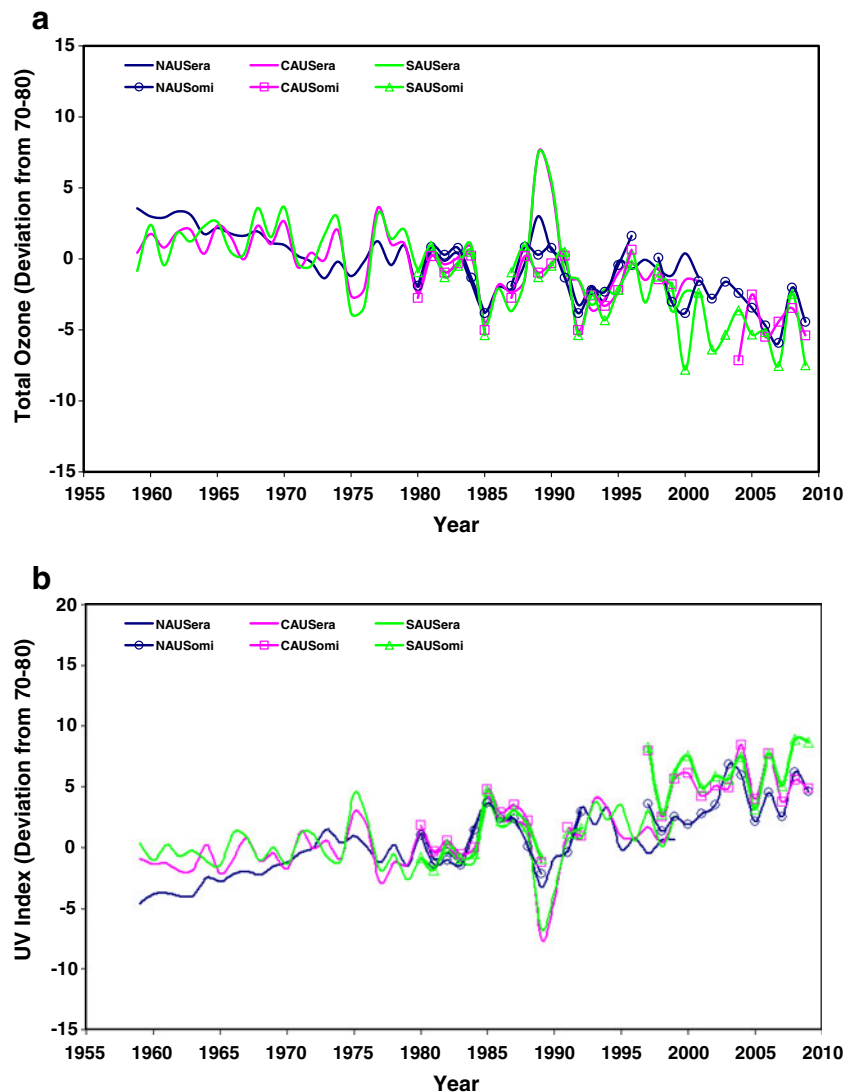 a
Total Ozone (Deviation from 70-80)
15
10
5
0
-5
-10
-15
NAUSera CAUSera SAUSera
NAUSomi CAUSomi SAUSomi
1955 1960 1965 1970 1975 1980 1985 1990 1995 2000 2005 2010
Year
b
UV Index (Deviation from 70-80)
20
15
10
5
0
-5
-10
-15
NAUSera CAUSera SAUSera
NAUSomi CAUSomi SAUSomi
1955 1960 1965 1970 1975 1980 1985 1990 1995 2000 2005 2010
Year